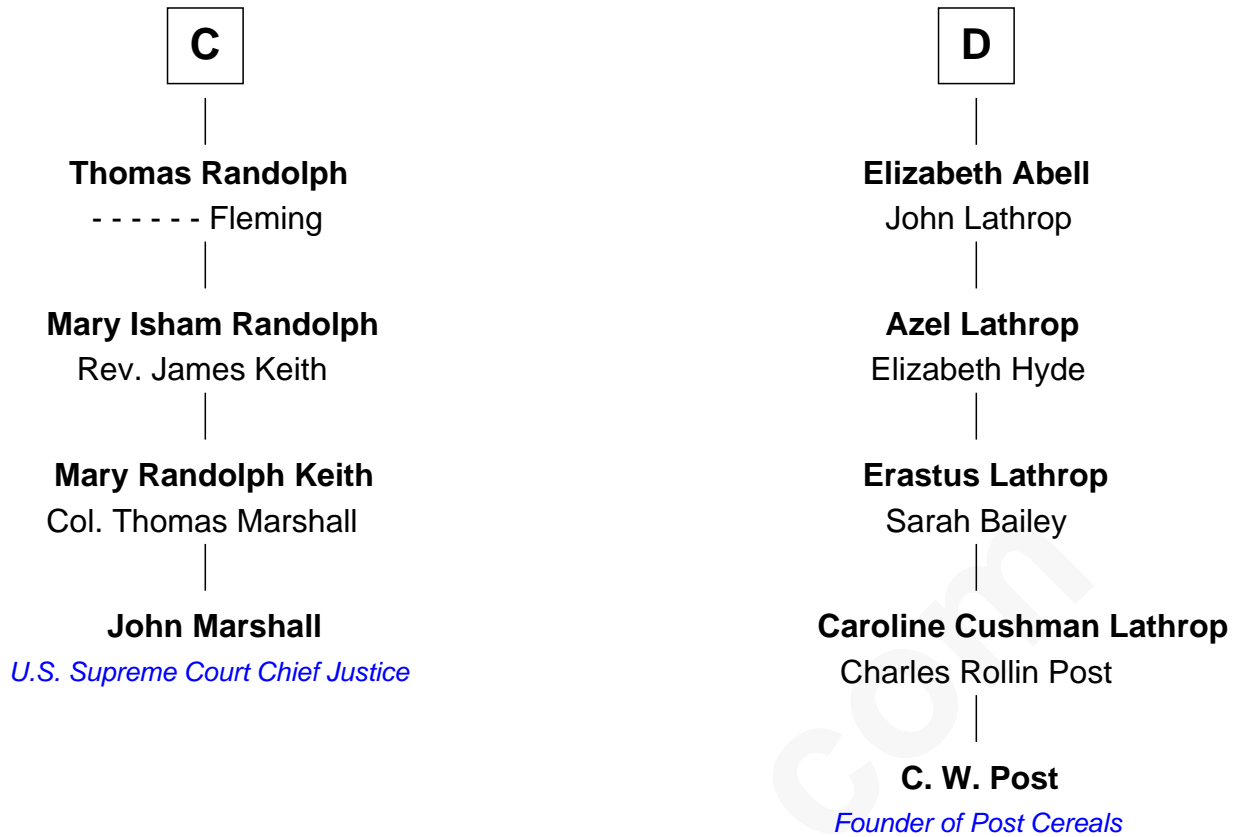 C
Thomas Randolph
- - - - - - Fleming
Mary Isham Randolph
Rev. James Keith
Mary Randolph Keith
Col. Thomas Marshall
John Marshall
U.S. Supreme Court Chief Justice
D
Elizabeth Abell
John Lathrop
Azel Lathrop
Elizabeth Hyde
Erastus Lathrop
Sarah Bailey
Caroline Cushman Lathrop
Charles Rollin Post
C. W. Post
Founder of Post Cereals
com